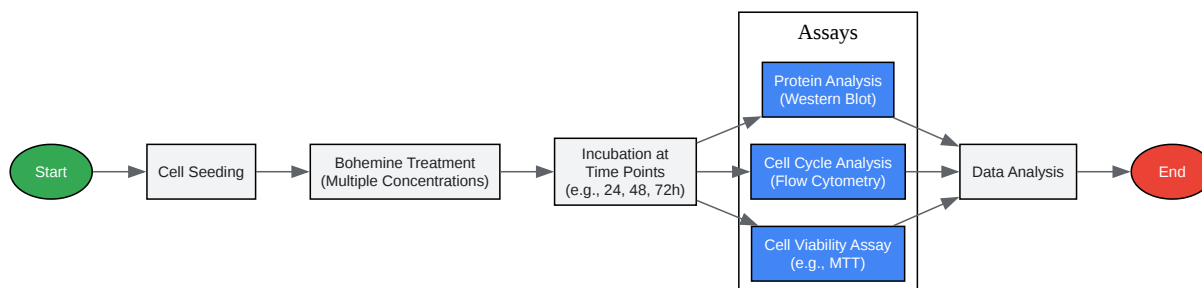 Start
Cell Seeding
Bohemine Treatment
(Multiple Concentrations)
Incubation at
Time Points
(e.g., 24, 48, 72h)
Assays
Protein Analysis
(Western Blot)
Cell Cycle Analysis
(Flow Cytometry)
Cell Viability Assay
(e.g., MTT)
Data Analysis
End